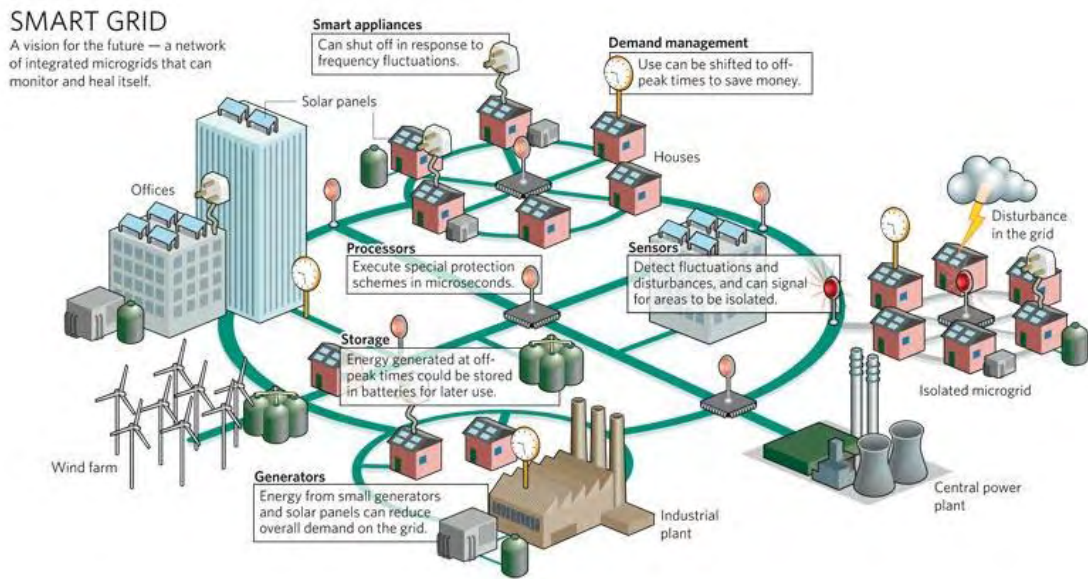 SMART GRID
A vision for the future — a network
of integrated microgrids that can
monitor and heal itself.
Smart appliances
Can shut off in response to
frequency fluctuations.
Demand management
Use can be shifted to off-
peak times to save money.
Solar panels
Houses
Offices
Disturbance
in the grid
Processors
Execute special protection
schemes in microseconds.
Sensors
Detect fluctuations and
disturbances, and can signal
for areas to be isolated.
Storage
Energy generated at off-
peak times could be stored
in batteries for later use.
Isolated microgrid
Wind farm
Generators
Energy from small generators
and solar panels can reduce
overall demand on the grid.
Industrial
plant
Central power
plant